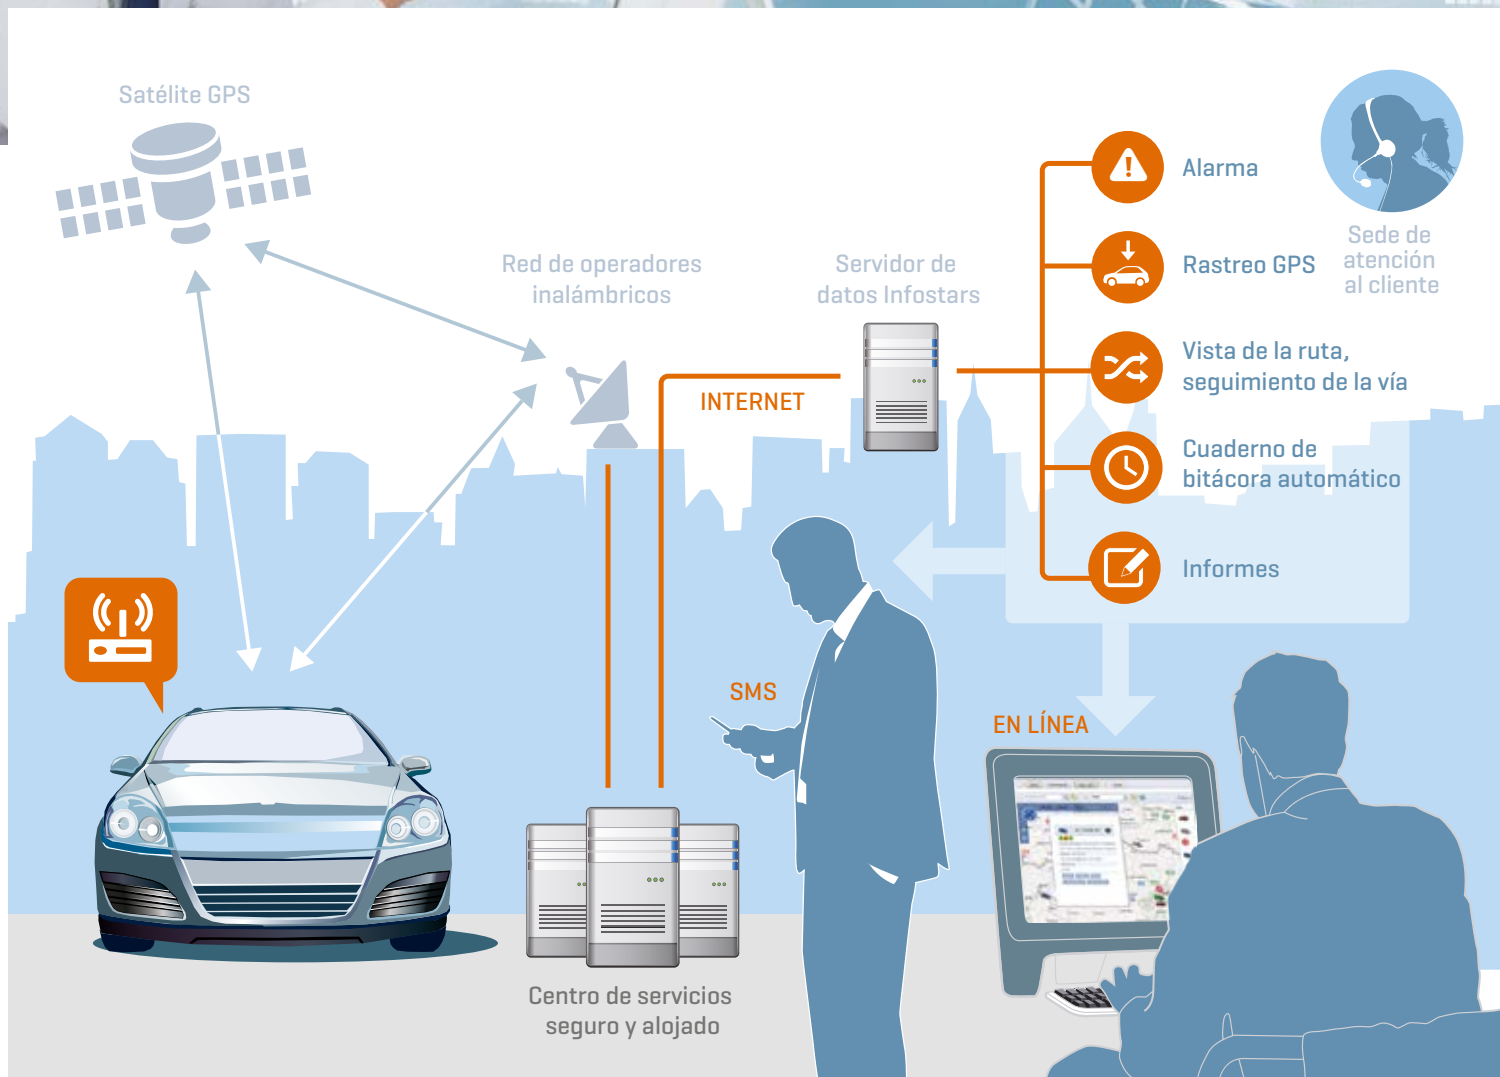 Satélite GPS
Red de operadores
inalámbricos
Servidor de
datos Infostars
Alarma
Rastreo GPS
Vista de la ruta,
seguimiento de la vía
Cuaderno de
bitácora automático
Informes
Sede de
atención
al cliente
INTERNET
SMS
EN LÍNEA
Centro de servicios
seguro y alojado